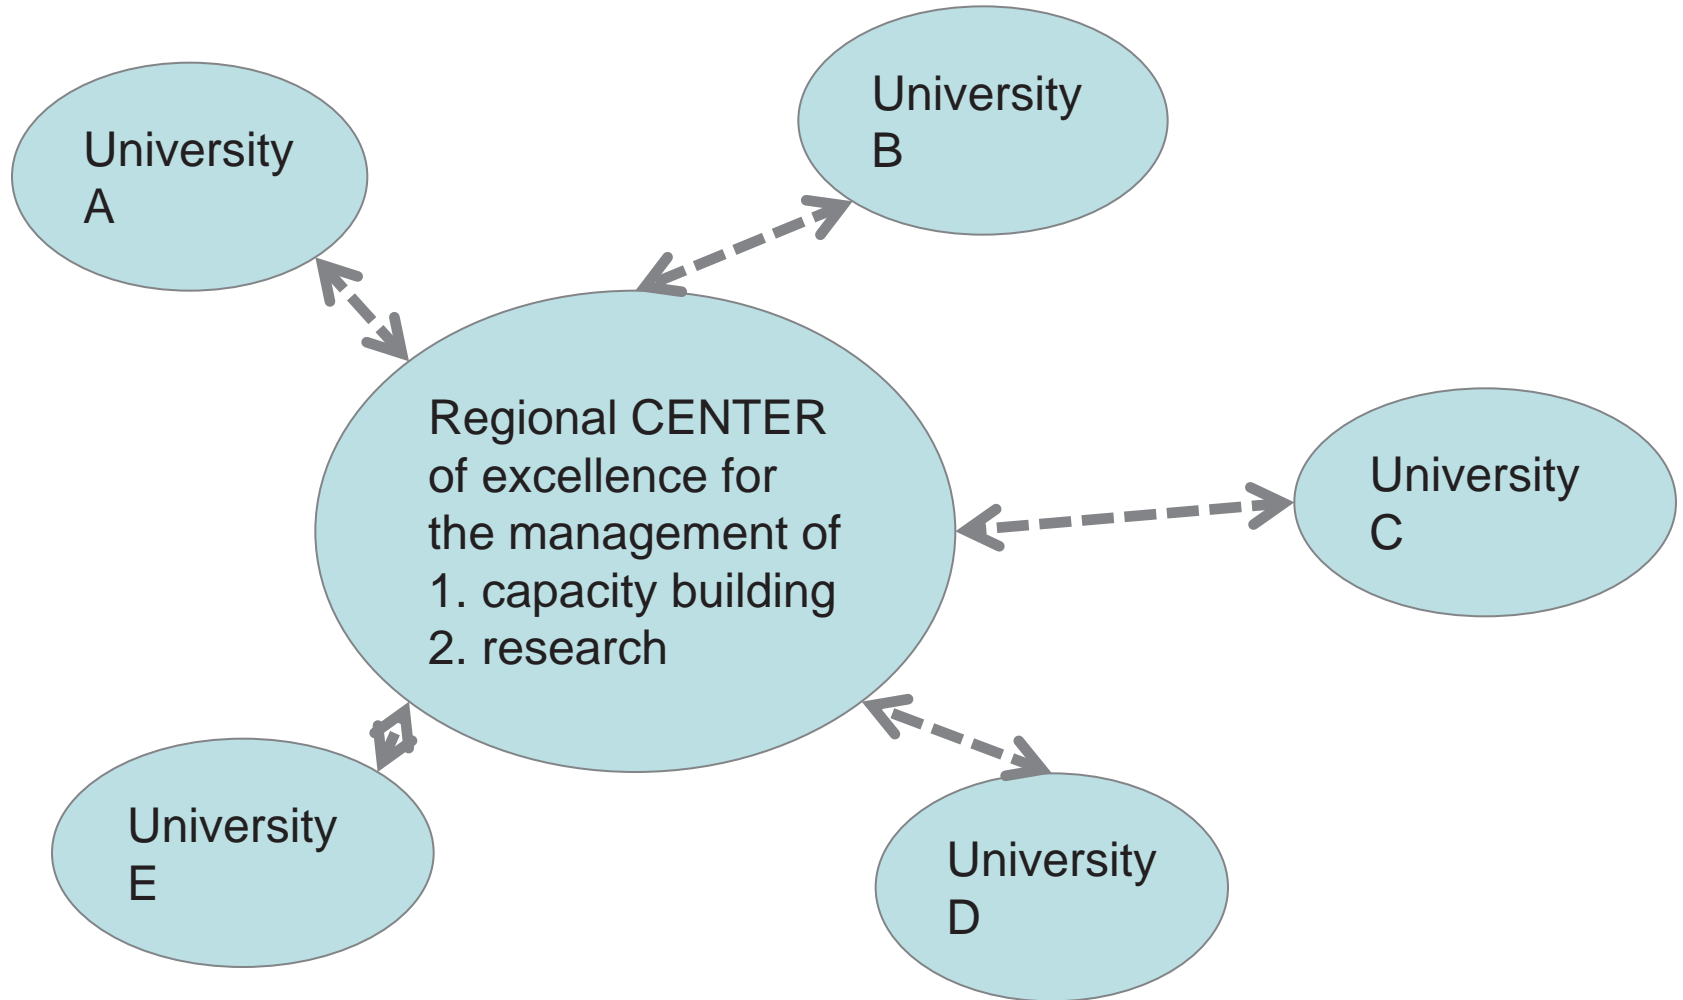 University
A
University
B
Regional CENTER
of excellence for
the management of
1. capacity building
2. research
University
C
University
E
University
D